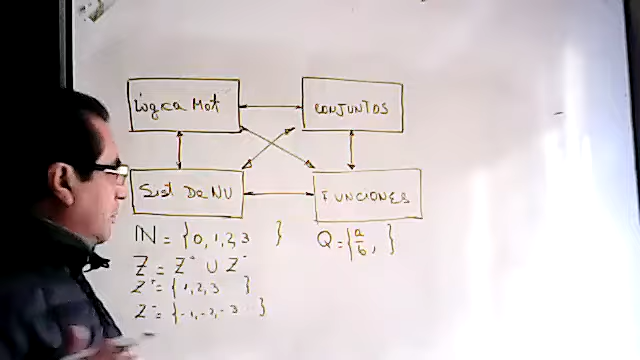 Lógica Mat
CONJUNTOS
Sist De NU
FUNCIONES
IN = {0, 1, 2, 3 }
Q = {a/b, }
Z = Z⁺ ∪ Z⁻
Z⁺ = {1, 2, 3 }
Z⁻ = {-1, -2, -3 }